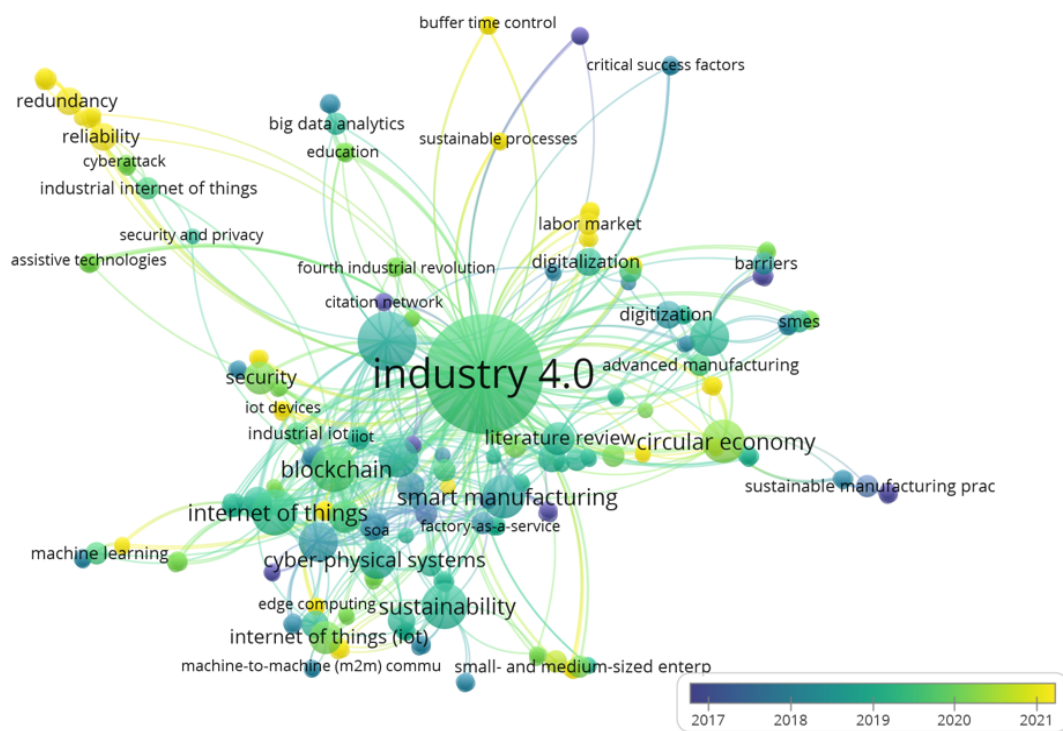 buffer time control
critical success factors
redundancy
big data analytics
reliability
sustainable processes
education
cyberattack
industrial internet of things
labor market
security and privacy
assistive technologies
fourth industrial revolution
digitalization
barriers
citation network
digitization
smes
industry 4.0
advanced manufacturing
security
iot devices
industrial iot
iiot
literature review
circular economy
blockchain
sustainable manufacturing prac
smart manufacturing
internet of things
soa
factory-as-a-service
machine learning
cyber-physical systems
edge computing
sustainability
internet of things (iot)
machine-to-machine (m2m) commu
small- and medium-sized enterp
2017
2018
2019
2020
2021